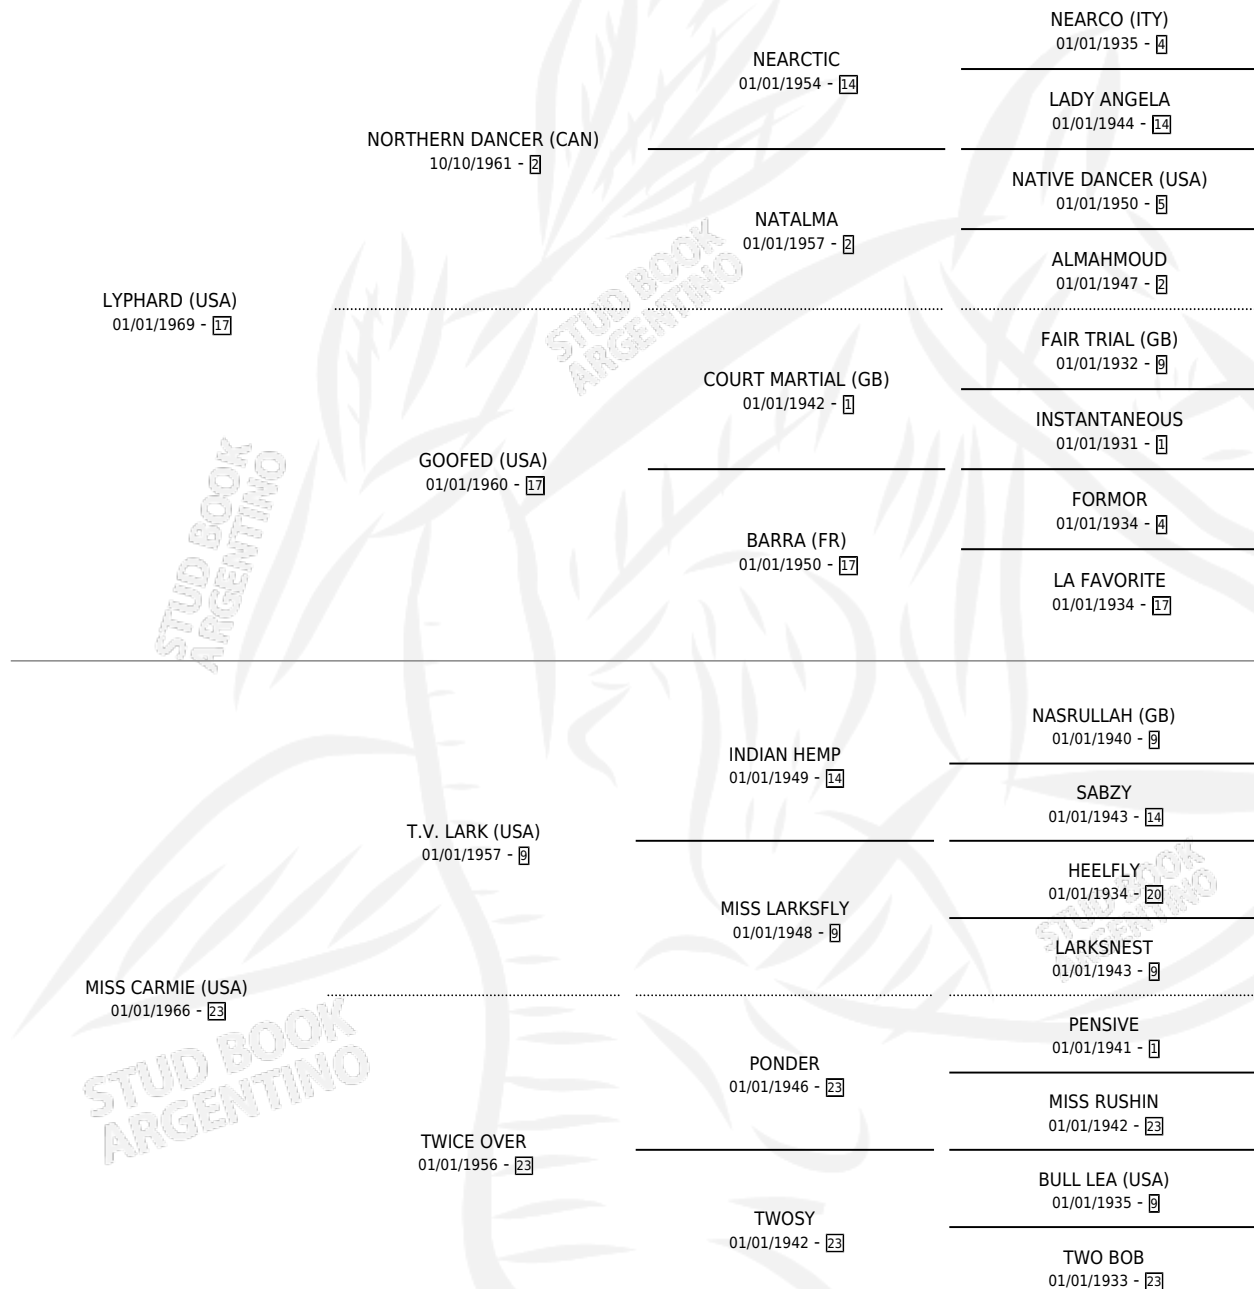 NEARCO (ITY)
01/01/1935 - 4
NEARCTIC
01/01/1954 - 14
LADY ANGELA
01/01/1944 - 14
NORTHERN DANCER (CAN)
10/10/1961 - 2
NATIVE DANCER (USA)
01/01/1950 - 5
NATALMA
01/01/1957 - 2
ALMAHMOUD
01/01/1947 - 2
LYPHARD (USA)
01/01/1969 - 17
FAIR TRIAL (GB)
01/01/1932 - 9
COURT MARTIAL (GB)
01/01/1942 - 1
INSTANTANEOUS
01/01/1931 - 1
GOOFED (USA)
01/01/1960 - 17
FORMOR
01/01/1934 - 4
BARRA (FR)
01/01/1950 - 17
LA FAVORITE
01/01/1934 - 17
NASRULLAH (GB)
01/01/1940 - 9
INDIAN HEMP
01/01/1949 - 14
SABZY
01/01/1943 - 14
T.V. LARK (USA)
01/01/1957 - 9
HEELFLY
01/01/1934 - 20
MISS LARKSFLY
01/01/1948 - 9
LARKSNEST
01/01/1943 - 9
MISS CARMIE (USA)
01/01/1966 - 23
PENSIVE
01/01/1941 - 1
PONDER
01/01/1946 - 23
MISS RUSHIN
01/01/1942 - 23
TWICE OVER
01/01/1956 - 23
BULL LEA (USA)
01/01/1935 - 9
TWOSY
01/01/1942 - 23
TWO BOB
01/01/1933 - 23
STUD BOOK
ARGENTINO
STUD BOOK
ARGENTINO
STUD BOOK
ARGENTINO
STUD BOOK
ARGENTINO